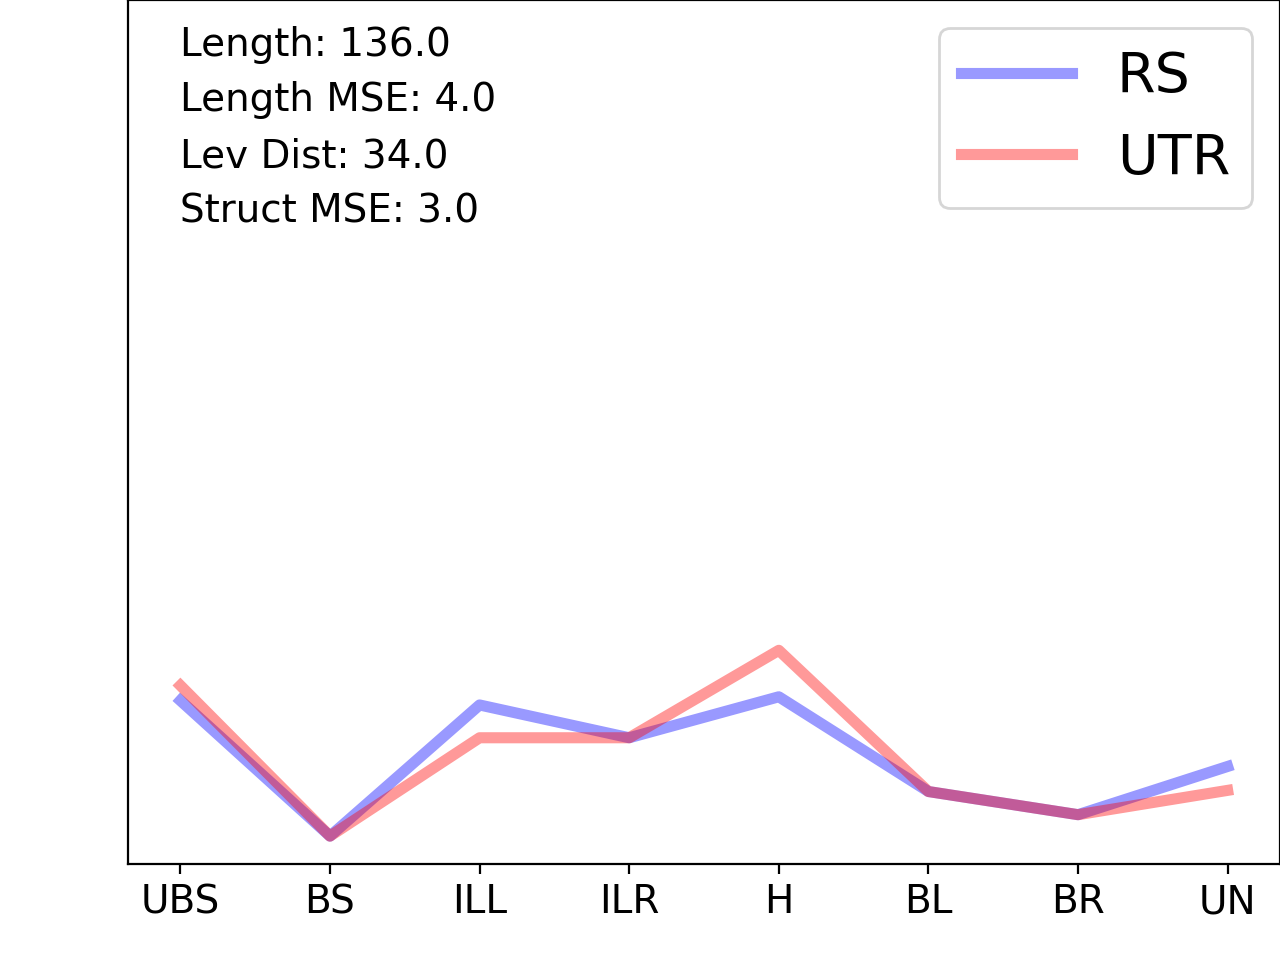 Length: 136.0
Length MSE: 4.0
Lev Dist: 34.0
Struct MSE: 3.0
RS
UTR
UBS BS ILL ILR H BL BR UN